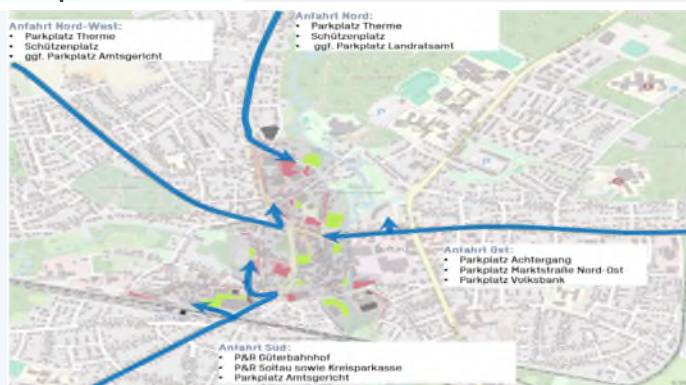 Anfahrt Nord-West:
• Parkplatz Therme
• Schützenplatz
• ggf. Parkplatz Amtsgericht
Anfahrt Nord:
• Parkplatz Therme
• Schützenplatz
• ggf. Parkplatz Landratsamt
Anfahrt Ost:
• Parkplatz Achtergang
• Parkplatz Marktstraße Nord-Ost
• Parkplatz Volksbank
Anfahrt Süd:
• P&R Güterbahnhof
• P&R Soltau sowie Kreisparkasse
• Parkplatz Amtsgericht